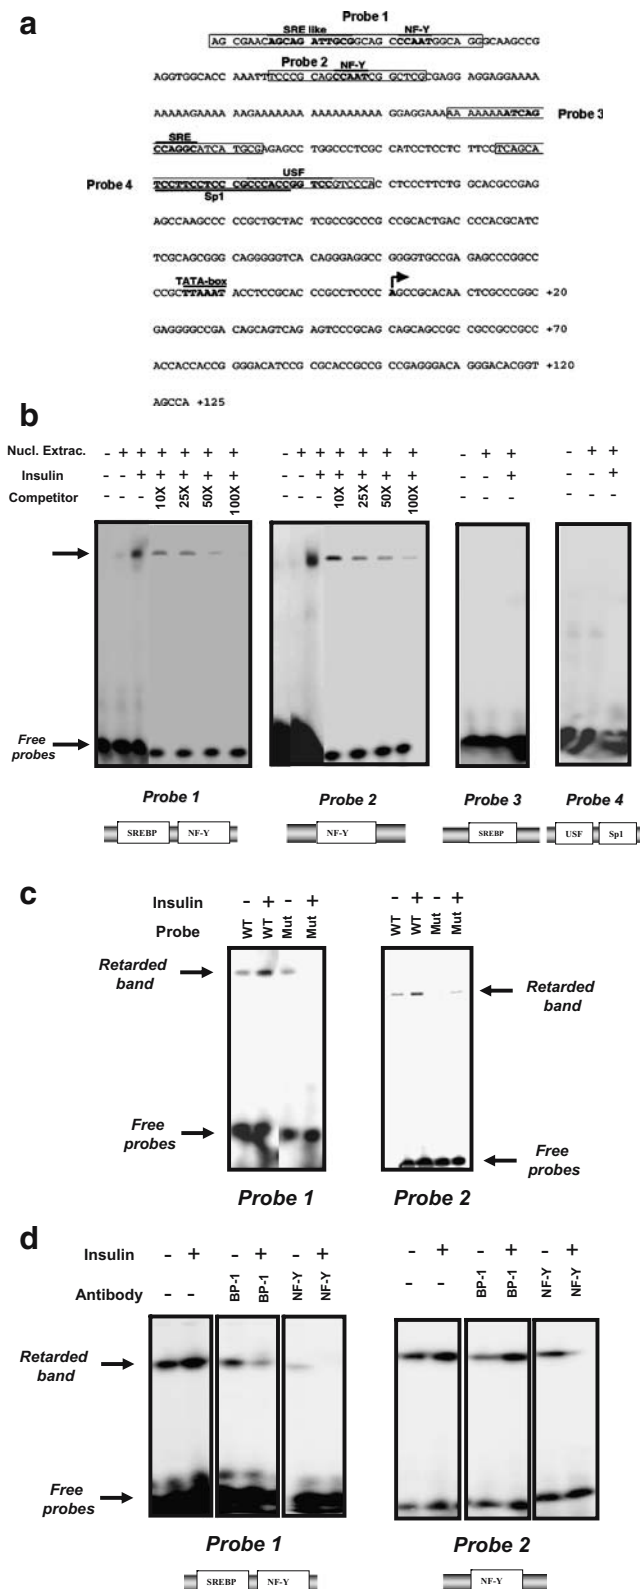 a
Probe 1
SRE like NF-Y
AG CGAACAGCAG ATTGCGGCAG CCCAATGGCA GGGCAAGCCG
Probe 2 NF-Y
AGGTGGCACC AAATTTCCCG CAGCCAATCG GCTCGCGAGG AGGAGGAAAA
AAAAAGAAAA AAGAAAAAAA AAAAAAAAAA GGAGGAAAAA AAAAAATCAG Probe 3
SRE
CCAGGCATCA TGCGAGAGCC TGGCCCTCGC CATCCTCCTC TTCCTCAGCA
Probe 4 USF
TCCTTCCTCC CGCCCACCGG TCCGTCCCA CTCCCTTCTG GCACGCCGAG
Sp1
AGCCAAGCCC CCGCTGCTAC TCGCCGCCCG CCGCACTGAC CCCACGCATC
TCGCAGCGGG CAGGGGGTCA CAGGGAGGCC GGGGTGCCGA GAGCCCGGCC
TATA-box
CCGCTTTAAAT ACCTCCGCAC CCGCCTCCCC AGCCGCACAA CTCGCCCGGC +20
GAGGGGCCGA CAGCAGTCAG AGTCCCGCAG CAGCAGCCGC CGCCGCCGCC +70
ACCACCACCG GGGACATCCG CGCACCGCCG CCGAGGGACA GGGACACGGT +120
AGCCA +125
b
Nucl. Extrac. - + + + + + + - + + + + + + - + + - + +
Insulin - - + + + + + - - + + + + + - - + - - +
Competitor - - - 10X 25X 50X 100X - - - 10X 25X 50X 100X - - - - - -
Free
probes
Probe 1 Probe 2 Probe 3 Probe 4
SREBP NF-Y NF-Y SREBP USF Sp1
c
Insulin - + - + - + - +
Probe WT WT Mut Mut WT WT Mut Mut
Retarded
band
Retarded
band
Free
probes
Free
probes
Probe 1 Probe 2
d
Insulin - + - + - + - + - + - +
Antibody - - BP-1 BP-1 NF-Y NF-Y - - BP-1 BP-1 NF-Y NF-Y
Retarded
band
Free
probes
Probe 1 Probe 2
SREBP NF-Y NF-Y